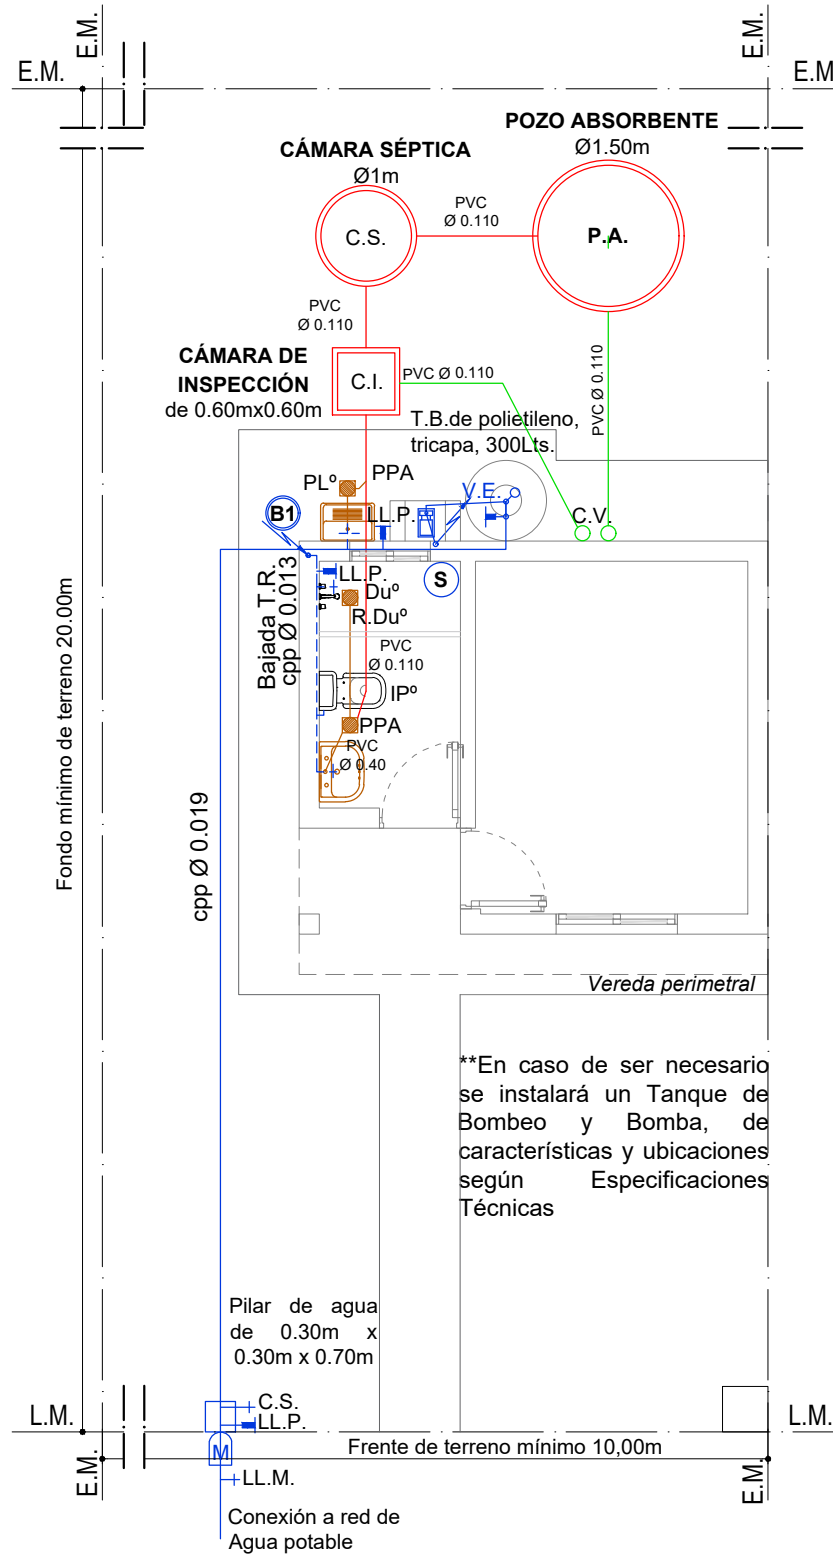 E.M.
E.M.
E.M.
E.M
POZO ABSORBENTE
Ø1.50m
CÁMARA SÉPTICA
Ø1m
PVC
Ø 0.110
C.S.
P.A.
PVC
Ø 0.110
CÁMARA DE
INSPECCIÓN
de 0.60mx0.60m
C.I.
PVC Ø 0.110
PVC Ø 0.110
T.B.de polietileno,
tricapa, 300Lts.
PLº
PPA
V.E.
B1
LL.P.
C.V.
LL.P.
S
Bajada T.R.
cpp Ø 0.013
Duº
R.Duº
PVC
Ø 0.110
IPº
PPA
PVC
Ø 0.40
Fondo mínimo de terreno 20.00m
cpp Ø 0.019
Vereda perimetral
**En caso de ser necesario
se instalará un Tanque de
Bombeo y Bomba, de
características y ubicaciones
según Especificaciones
Técnicas
Pilar de agua
de 0.30m x
0.30m x 0.70m
C.S.
LL.P.
L.M.
L.M.
M
Frente de terreno mínimo 10,00m
E.M.
E.M.
LL.M.
Conexión a red de
Agua potable